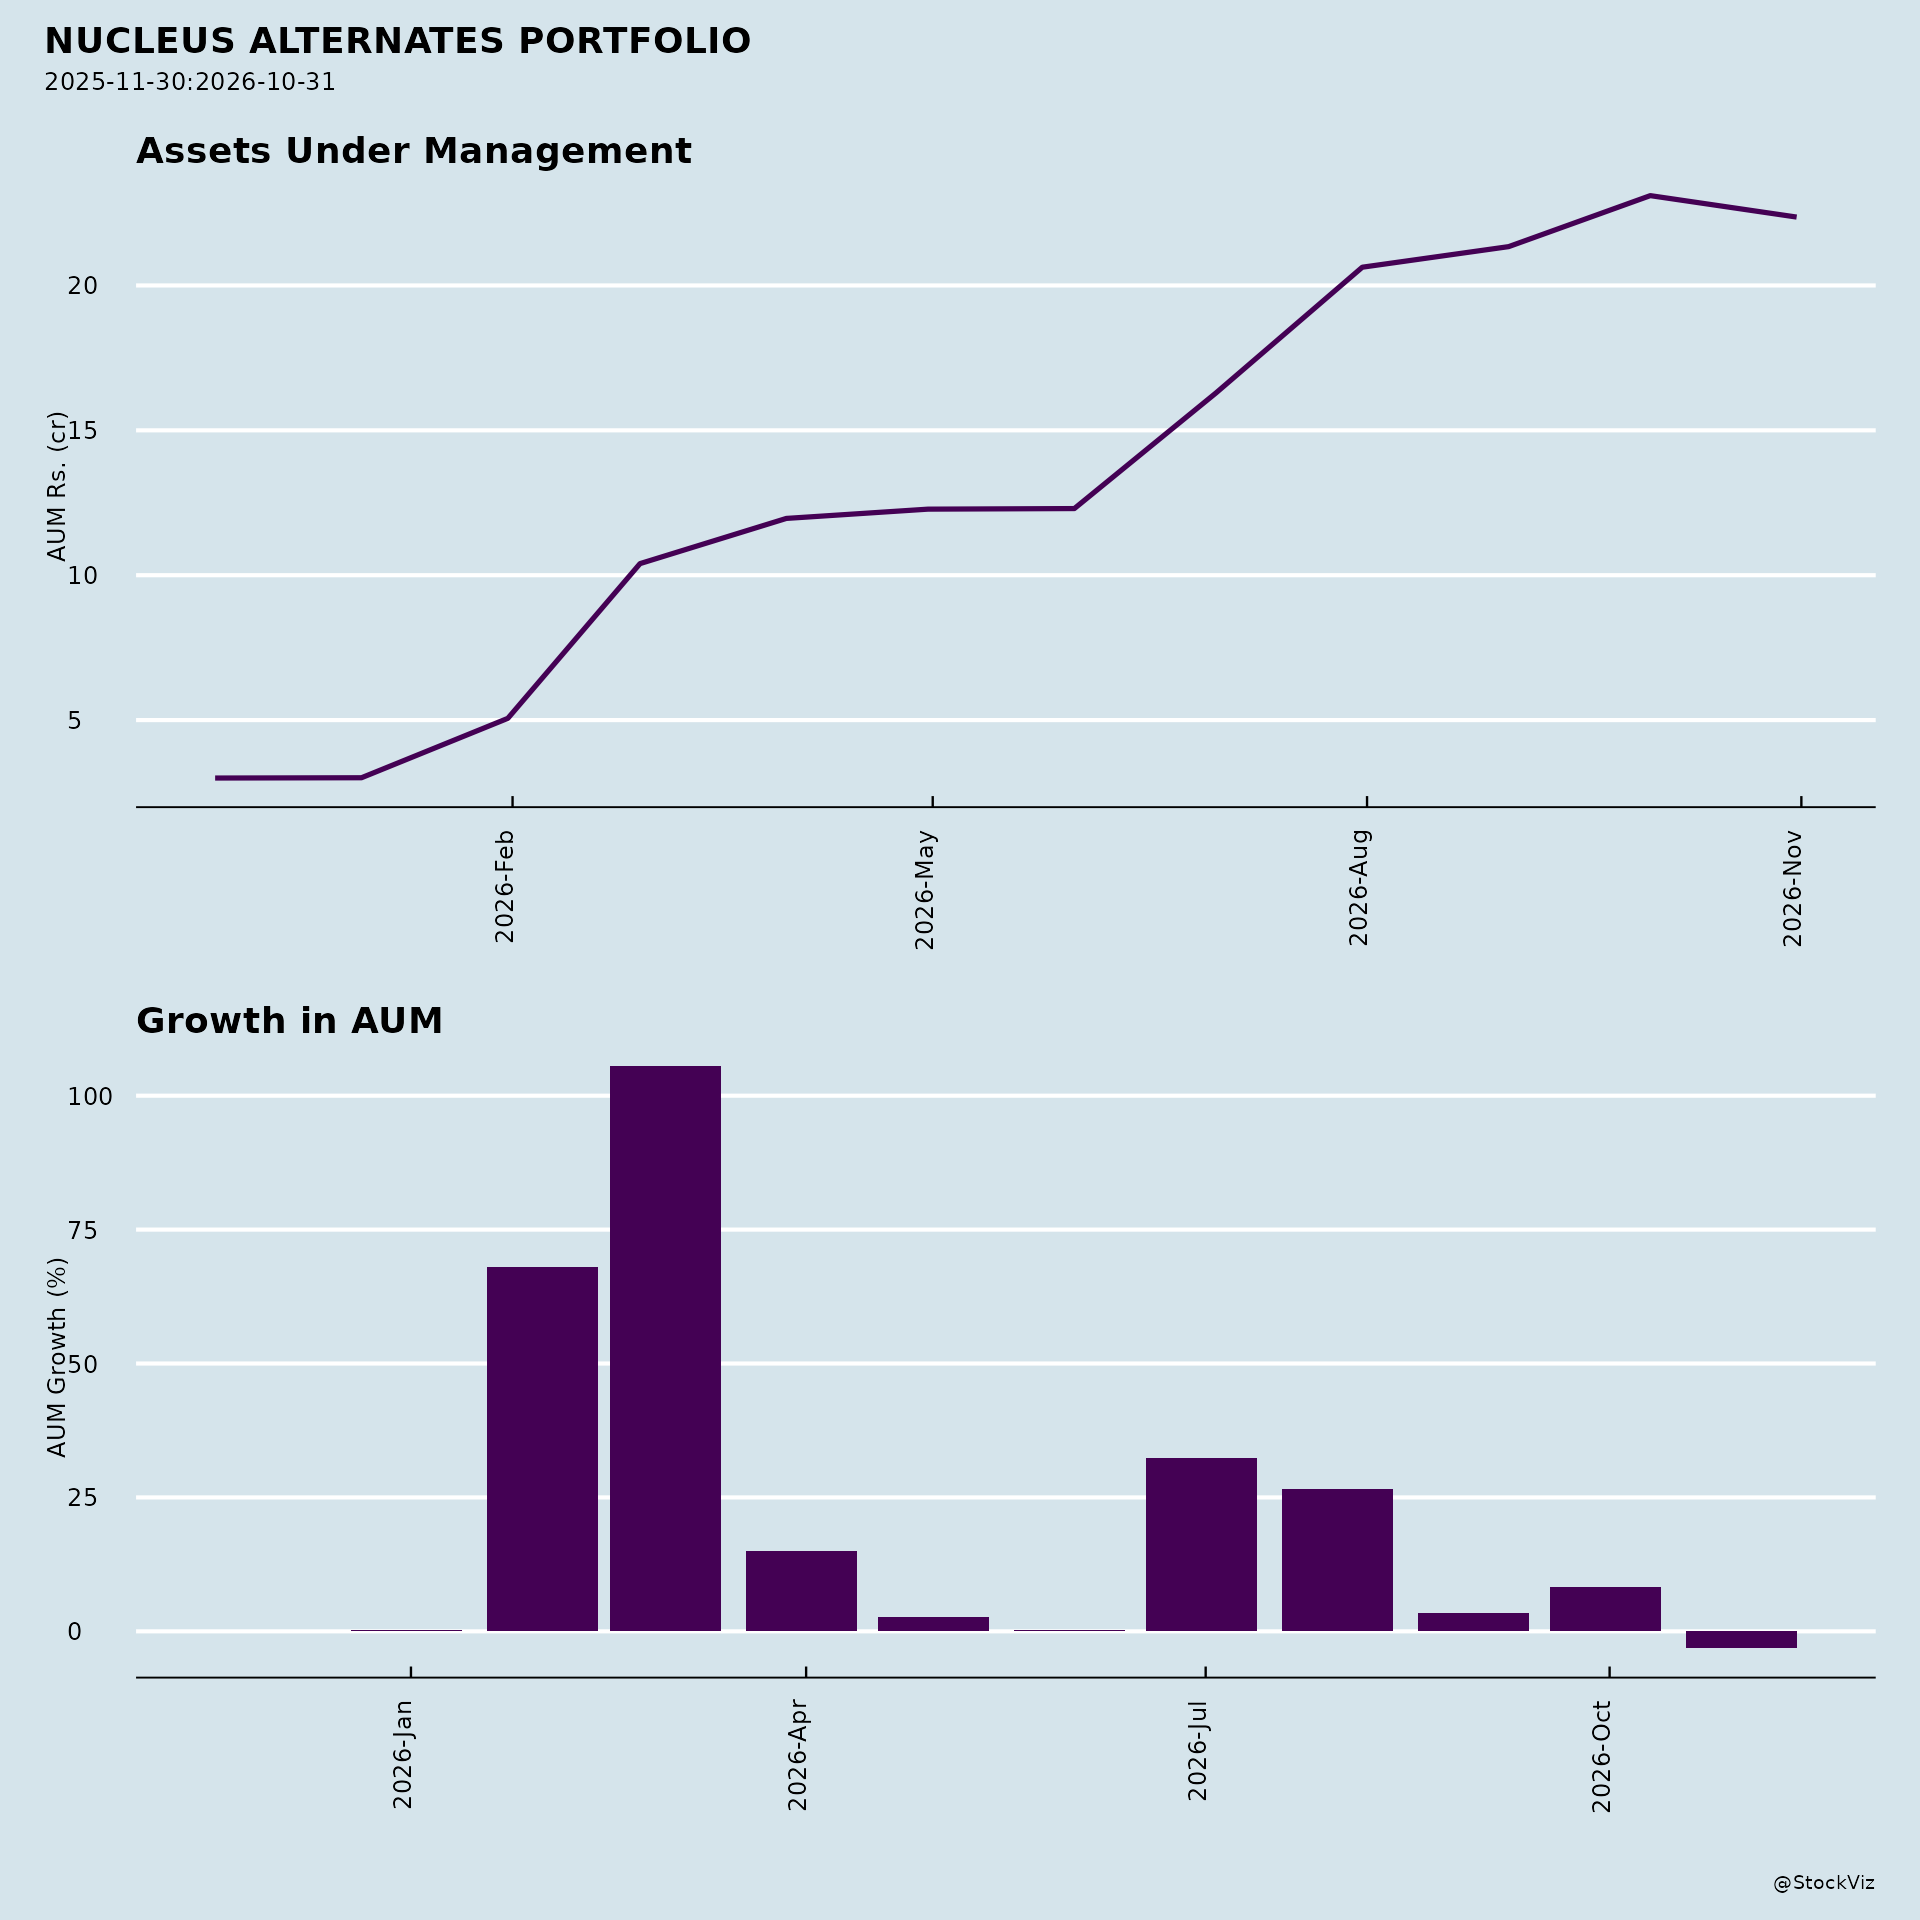 NUCLEUS ALTERNATES PORTFOLIO
2025-11-30:2026-10-31
Assets Under Management
AUM Rs. (cr)
20
15
10
5
2026-Feb
2026-May
2026-Aug
2026-Nov
Growth in AUM
AUM Growth (%)
100
75
50
25
0
2026-Jan
2026-Apr
2026-Jul
2026-Oct
@StockViz